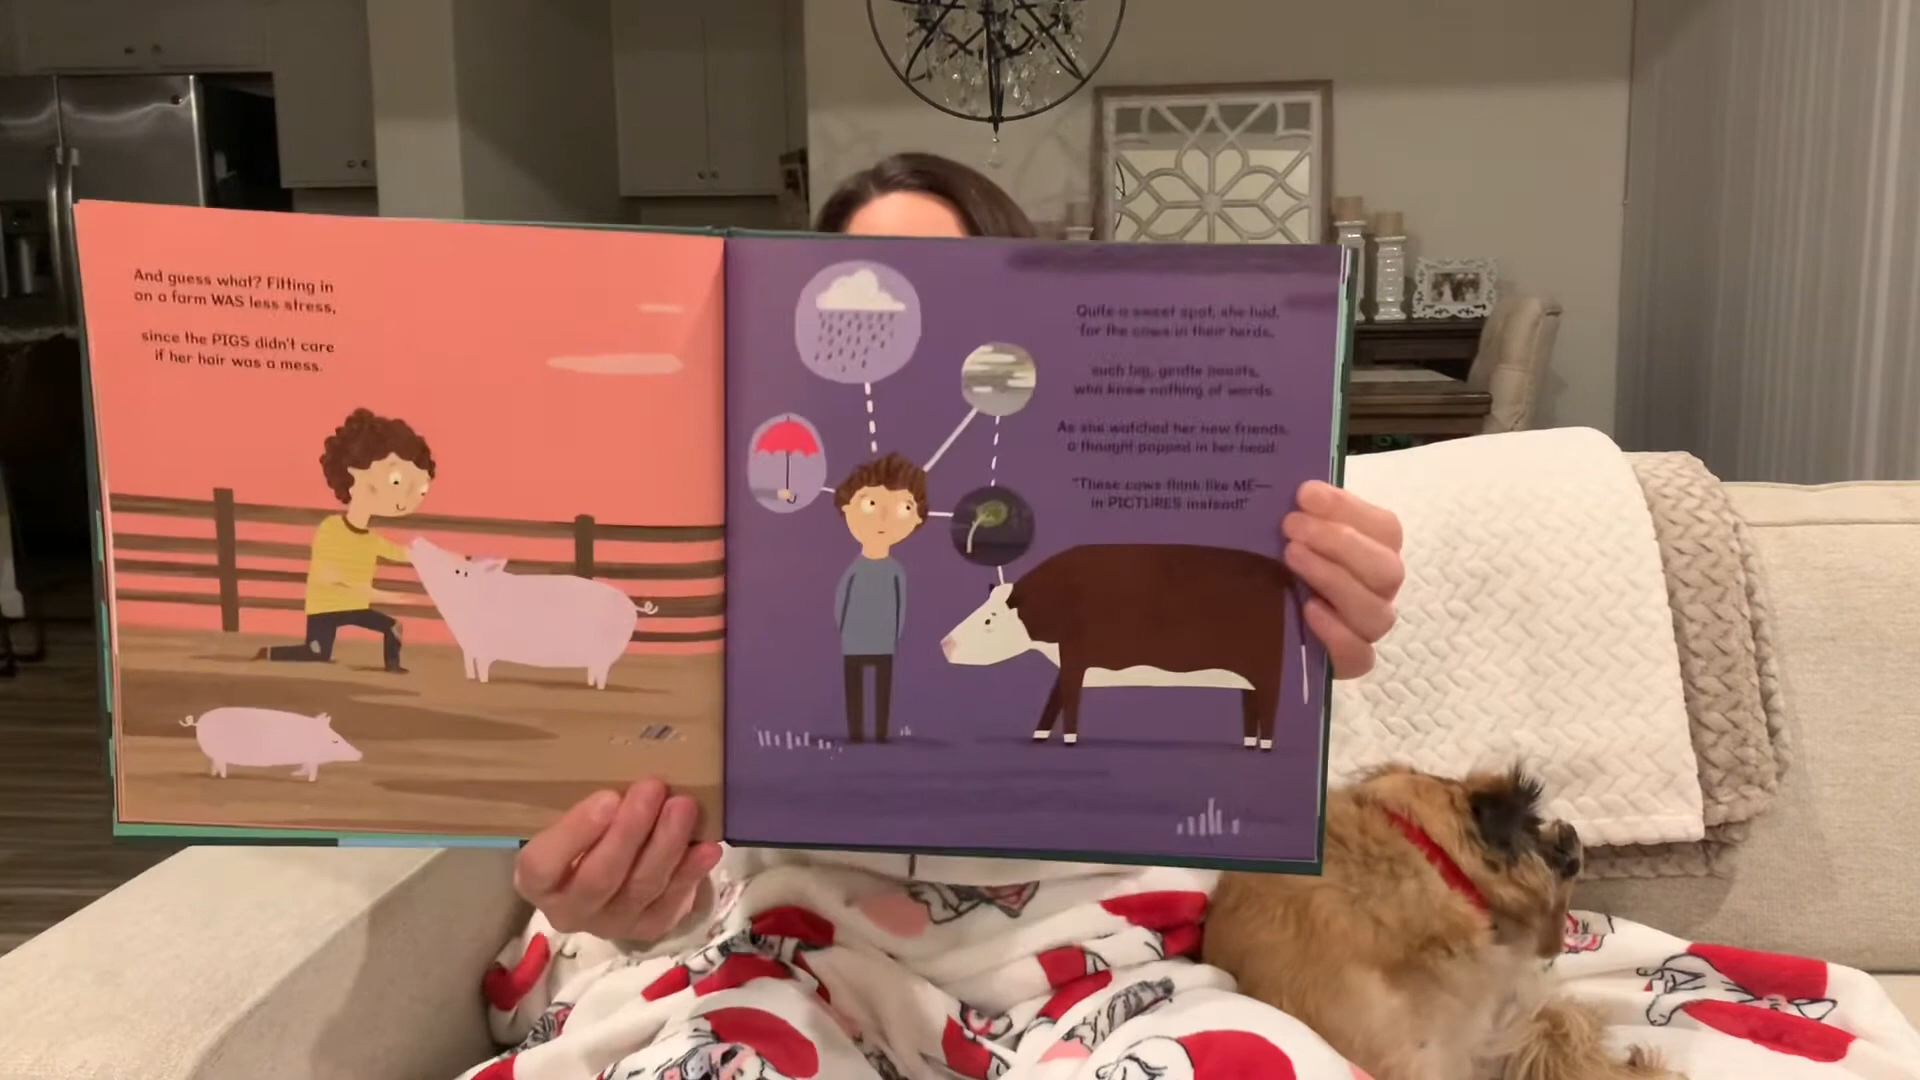 And guess what? Fitting in
on a farm WAS less stress,
since the PIGS didn't care
if her hair was a mess.
Quite a sweet spot, she had,
for the cows in their herds,
such big, gentle beasts,
who knew nothing of words.
As she watched her new friends,
a thought popped in her head.
"These cows think like ME—
in PICTURES instead!"